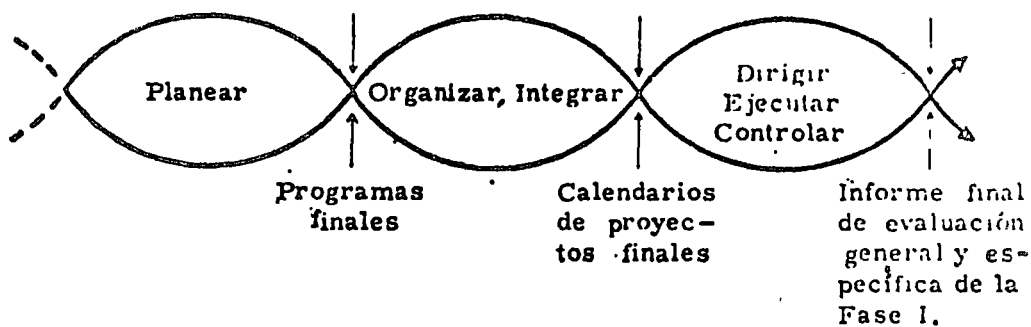 Planear
Organizar, Integrar
Dirigir
Ejecutar
Controlar
Programas
finales
Calendarios
de proyec-
tos finales
Informe final
de evaluación
general y es-
pecífica de la
Fase I.